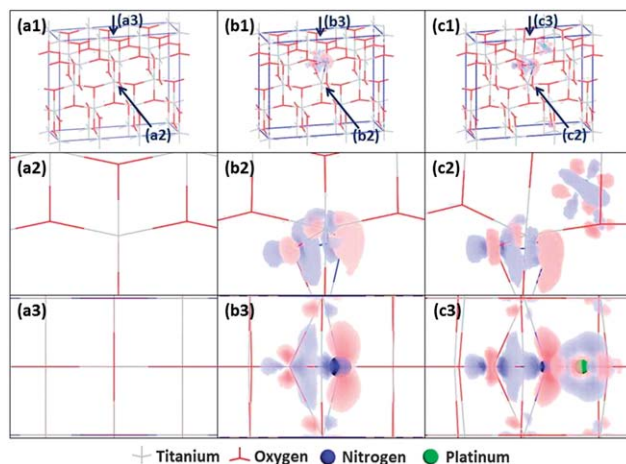 (a1) (a3) (b1) (b3) (c1) (c3)
(a2) (b2) (c2)
(a2) (b2) (c2)
(a3) (b3) (c3)
Titanium Oxygen Nitrogen Platinum